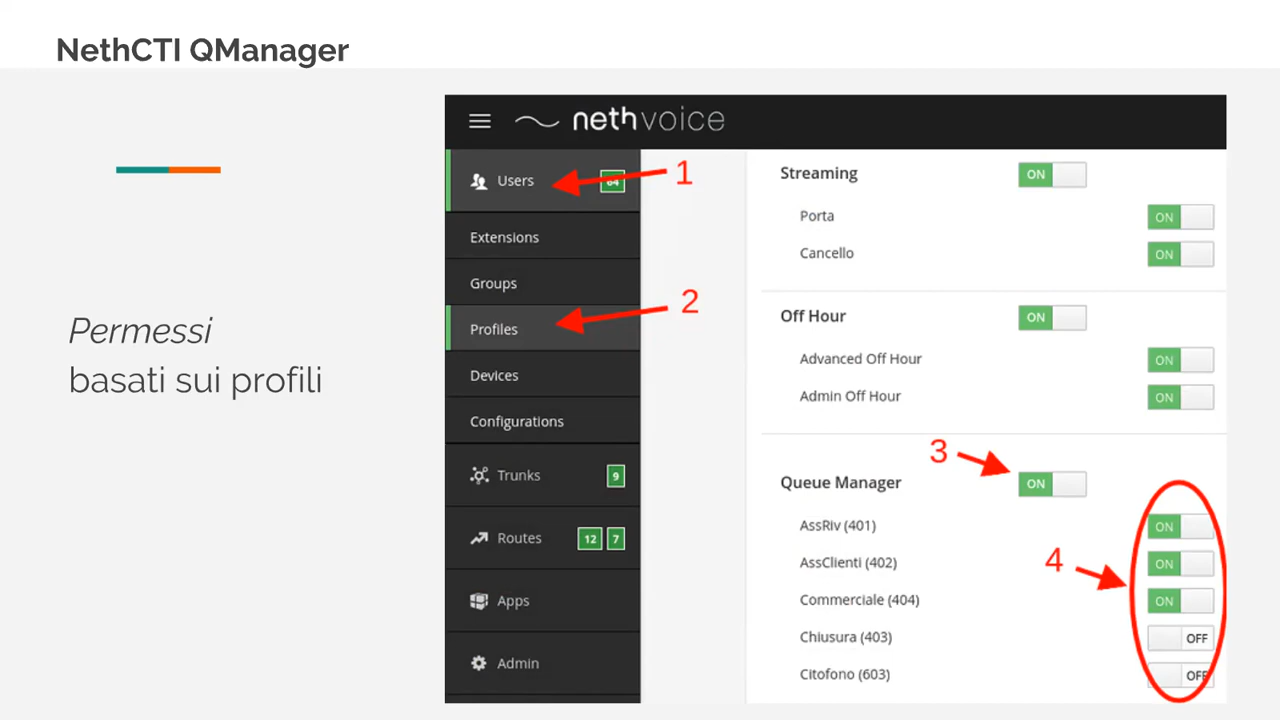 NethCTI QManager
Permessi
basati sui profili
nethvoice
Users 64 1
Extensions
Groups
Profiles 2
Devices
Configurations
Trunks 9
Routes 12 7
Apps
Admin
Streaming ON
Porta ON
Cancello ON
Off Hour ON
Advanced Off Hour ON
Admin Off Hour ON
3
Queue Manager ON
AssRiv (401) ON
AssClienti (402) ON
4
Commerciale (404) ON
Chiusura (403) OFF
Citofono (603) OFF